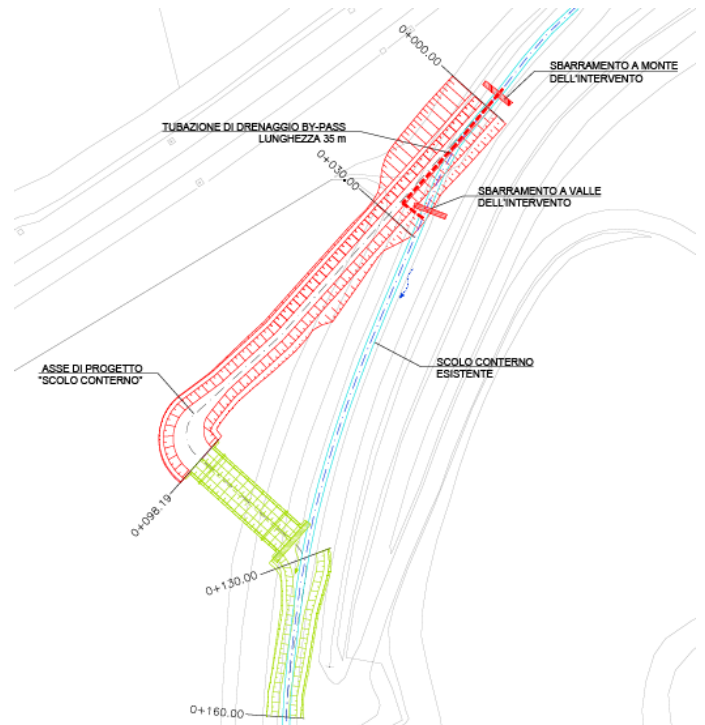 0+000.00
SBARRAMENTO A MONTE
DELL'INTERVENTO
TUBAZIONE DI DRENAGGIO BY-PASS
LUNGHEZZA 35 m
0+030.00
SBARRAMENTO A VALLE
DELL'INTERVENTO
SCOLO CONTERNO
ESISTENTE
ASSE DI PROGETTO
"SCOLO CONTERNO"
0+098.19
0+130.00
0+160.00